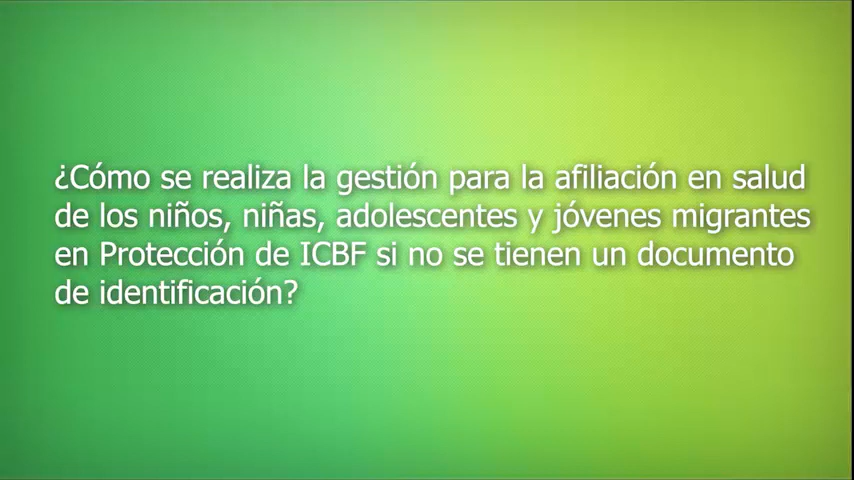 ¿Cómo se realiza la gestión para la afiliación en salud
de los niños, niñas, adolescentes y jóvenes migrantes
en Protección de ICBF si no se tienen un documento
de identificación?